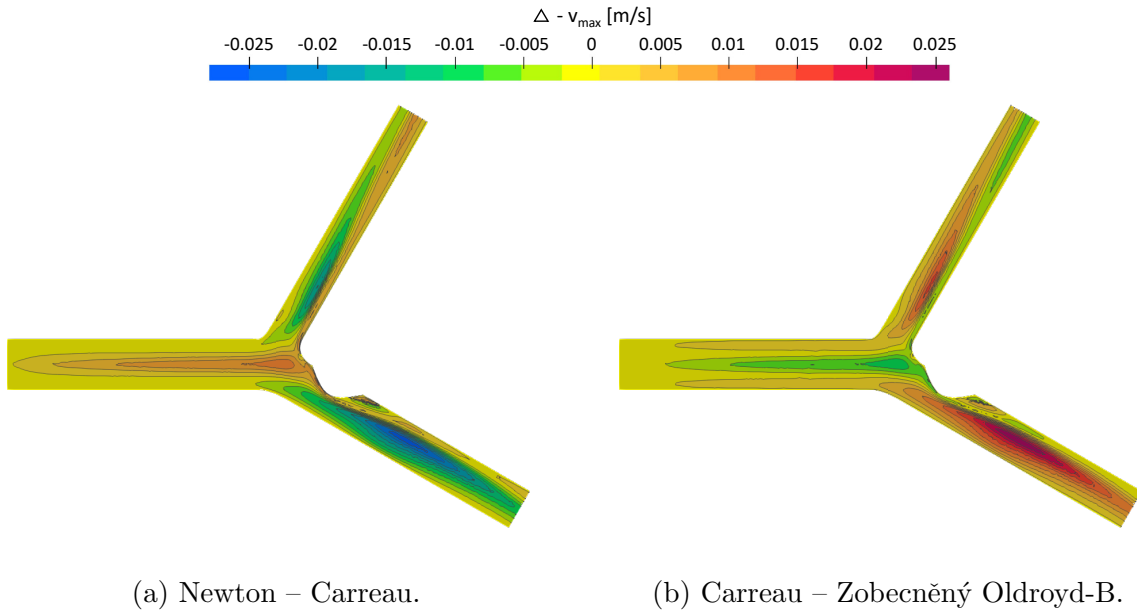 △ - vmax [m/s]
-0.025 -0.02 -0.015 -0.01 -0.005 0 0.005 0.01 0.015 0.02 0.025
(a) Newton – Carreau.
(b) Carreau – Zobecněný Oldroyd-B.